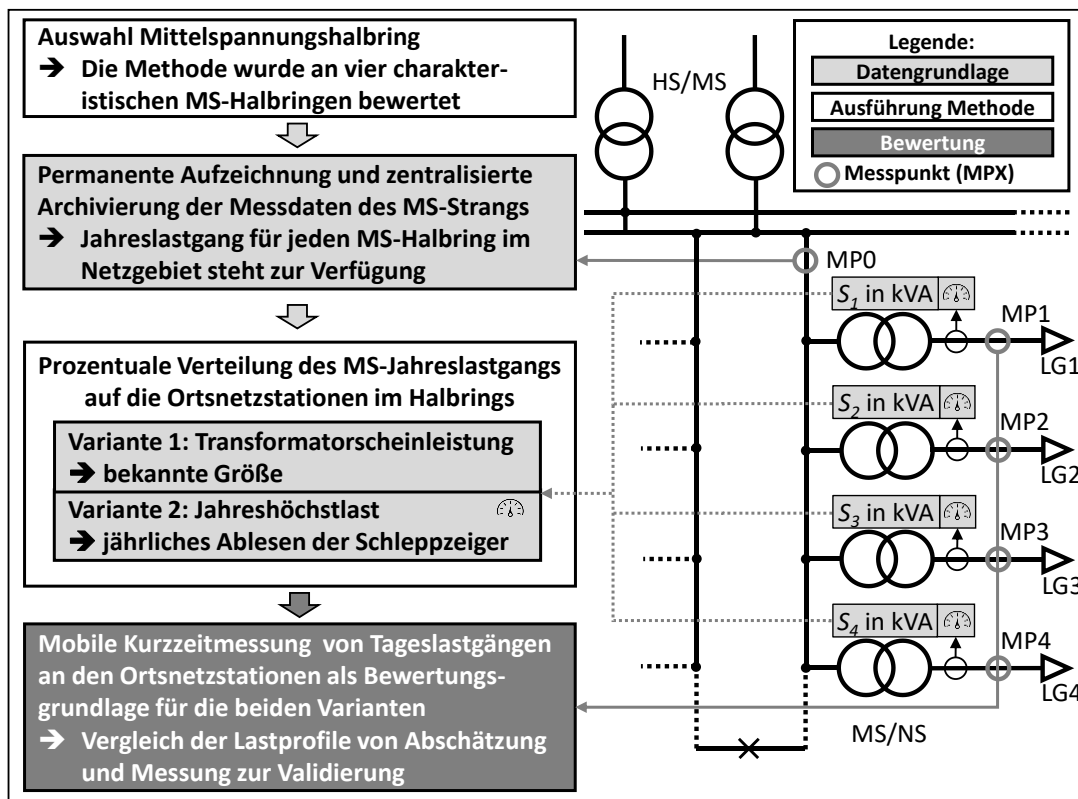 Auswahl Mittelspannungshalbring
➔ Die Methode wurde an vier charakter-
istischen MS-Halbringen bewertet
Permanente Aufzeichnung und zentralisierte
Archivierung der Messdaten des MS-Strangs
➔ Jahreslastgang für jeden MS-Halbring im
Netzgebiet steht zur Verfügung
Prozentuale Verteilung des MS-Jahreslastgangs
auf die Ortsnetzstationen im Halbrings
Variante 1: Transformatorscheinleistung
➔ bekannte Größe
Variante 2: Jahreshöchstlast
➔ jährliches Ablesen der Schleppzeiger
Mobile Kurzzeitmessung von Tageslastgängen
an den Ortsnetzstationen als Bewertungs-
grundlage für die beiden Varianten
➔ Vergleich der Lastprofile von Abschätzung
und Messung zur Validierung
HS/MS
Legende:
Datengrundlage
Ausführung Methode
Bewertung
Messpunkt (MPX)
MP0
S₁ in kVA
MP1
LG1
S₂ in kVA
MP2
LG2
S₃ in kVA
MP3
LG3
S₄ in kVA
MP4
LG4
MS/NS